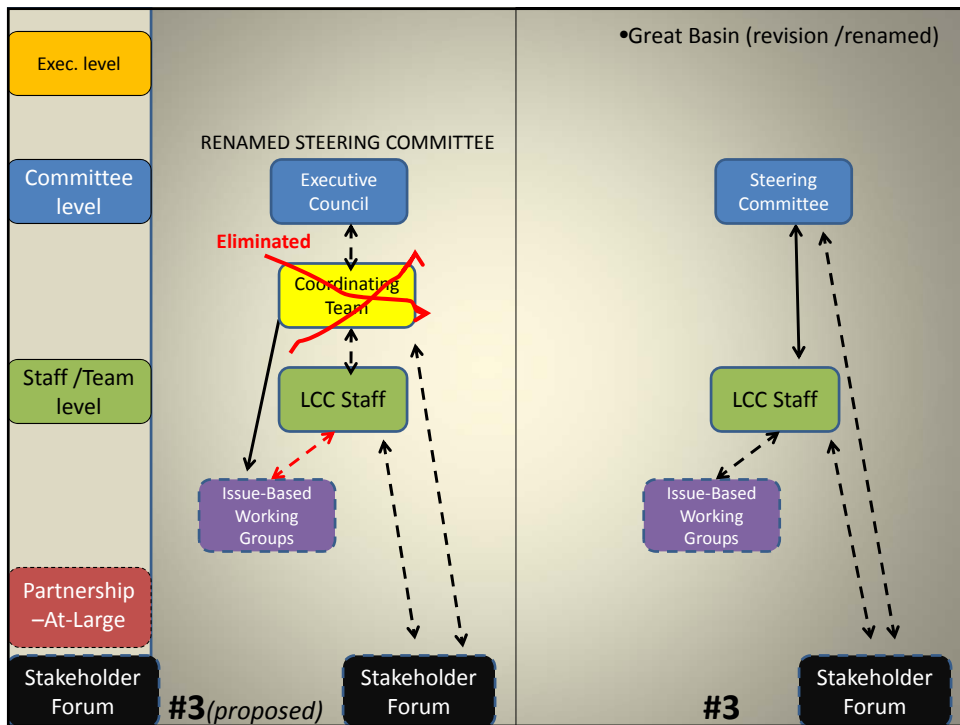 •Great Basin (revision /renamed)
Exec. level
RENAMED STEERING COMMITTEE
Committee
level
Executive
Council
Steering
Committee
Eliminated
Coordinating
Team
Staff /Team
level
LCC Staff
LCC Staff
Issue-Based
Working
Groups
Issue-Based
Working
Groups
Partnership
–At-Large
Stakeholder
Forum
#3(proposed)
Stakeholder
Forum
#3
Stakeholder
Forum